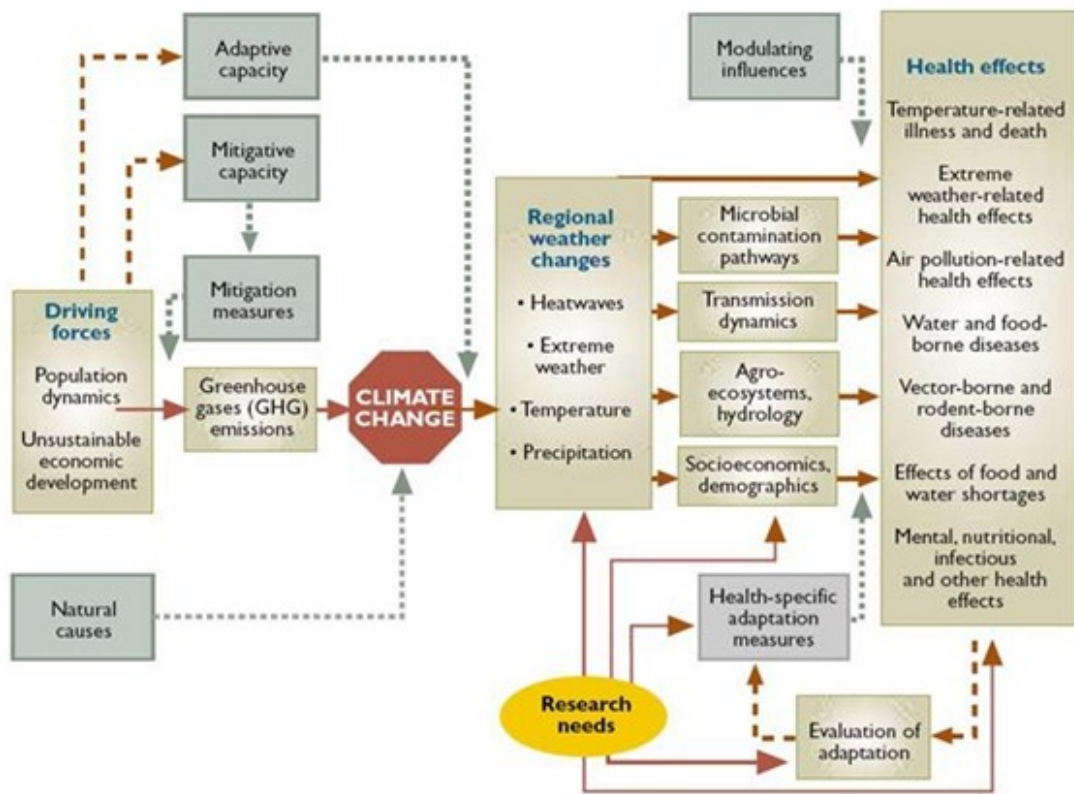 Adaptive
capacity
Mitigative
capacity
Mitigation
measures
Driving
forces
Population
dynamics
Unsustainable
economic
development
Greenhouse
gases (GHG)
emissions
CLIMATE
CHANGE
Natural
causes
Modulating
influences
Regional
weather
changes
• Heatwaves
• Extreme
weather
• Temperature
• Precipitation
Microbial
contamination
pathways
Transmission
dynamics
Agro-
ecosystems,
hydrology
Socioeconomics,
demographics
Health effects
Temperature-related
illness and death
Extreme
weather-related
health effects
Air pollution-related
health effects
Water and food-
borne diseases
Vector-borne and
rodent-borne
diseases
Effects of food and
water shortages
Mental, nutritional,
infectious
and other health
effects
Health-specific
adaptation
measures
Research
needs
Evaluation of
adaptation